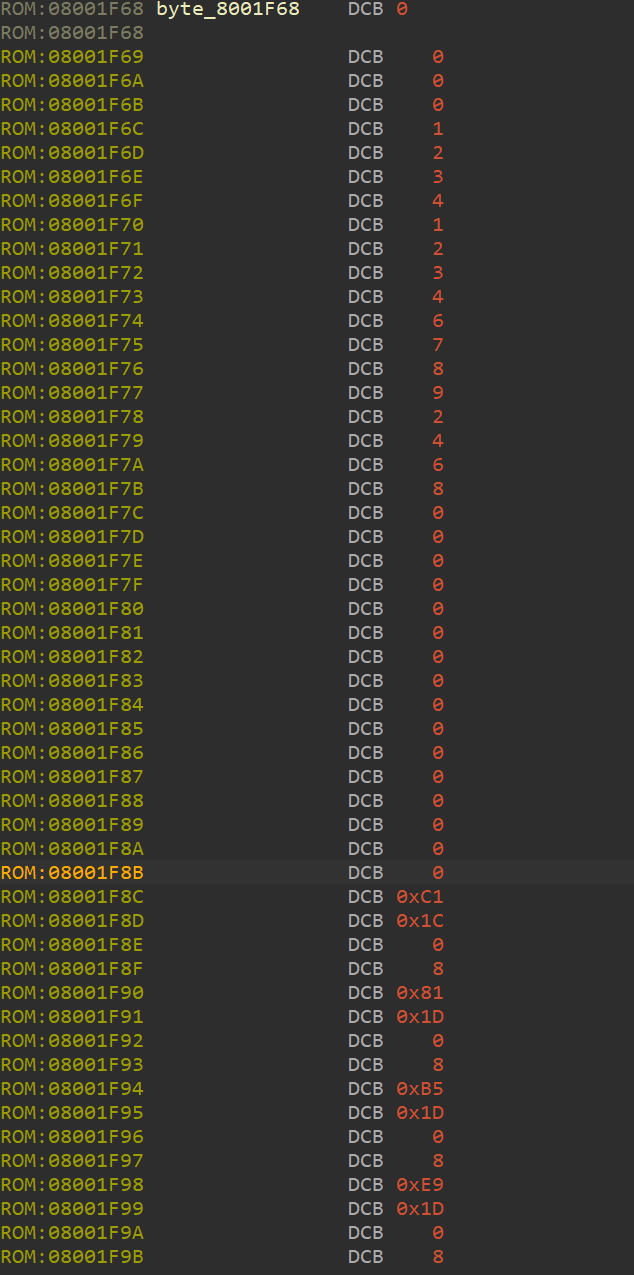 ROM:08001F68 byte_8001F68 DCB 0
ROM:08001F68
ROM:08001F69 DCB 0
ROM:08001F6A DCB 0
ROM:08001F6B DCB 0
ROM:08001F6C DCB 1
ROM:08001F6D DCB 2
ROM:08001F6E DCB 3
ROM:08001F6F DCB 4
ROM:08001F70 DCB 1
ROM:08001F71 DCB 2
ROM:08001F72 DCB 3
ROM:08001F73 DCB 4
ROM:08001F74 DCB 6
ROM:08001F75 DCB 7
ROM:08001F76 DCB 8
ROM:08001F77 DCB 9
ROM:08001F78 DCB 2
ROM:08001F79 DCB 4
ROM:08001F7A DCB 6
ROM:08001F7B DCB 8
ROM:08001F7C DCB 0
ROM:08001F7D DCB 0
ROM:08001F7E DCB 0
ROM:08001F7F DCB 0
ROM:08001F80 DCB 0
ROM:08001F81 DCB 0
ROM:08001F82 DCB 0
ROM:08001F83 DCB 0
ROM:08001F84 DCB 0
ROM:08001F85 DCB 0
ROM:08001F86 DCB 0
ROM:08001F87 DCB 0
ROM:08001F88 DCB 0
ROM:08001F89 DCB 0
ROM:08001F8A DCB 0
ROM:08001F8B DCB 0
ROM:08001F8C DCB 0xC1
ROM:08001F8D DCB 0x1C
ROM:08001F8E DCB 0
ROM:08001F8F DCB 8
ROM:08001F90 DCB 0x81
ROM:08001F91 DCB 0x1D
ROM:08001F92 DCB 0
ROM:08001F93 DCB 8
ROM:08001F94 DCB 0xB5
ROM:08001F95 DCB 0x1D
ROM:08001F96 DCB 0
ROM:08001F97 DCB 8
ROM:08001F98 DCB 0xE9
ROM:08001F99 DCB 0x1D
ROM:08001F9A DCB 0
ROM:08001F9B DCB 8